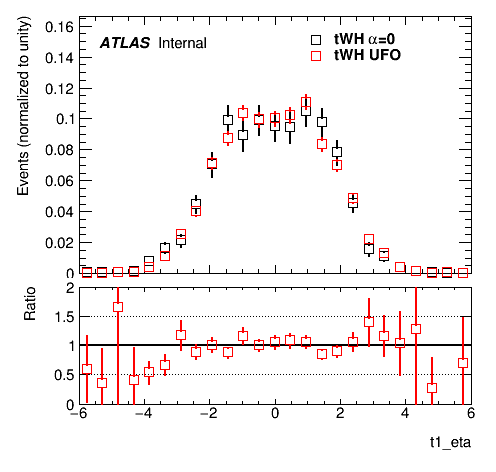 0.16
ATLAS Internal
tWH α=0
tWH UFO
0.14
0.12
0.1
0.08
0.06
0.04
0.02
0
Events (normalized to unity)
2
1.5
1
0.5
0
Ratio
−6 −4 −2 0 2 4 6
t1_eta